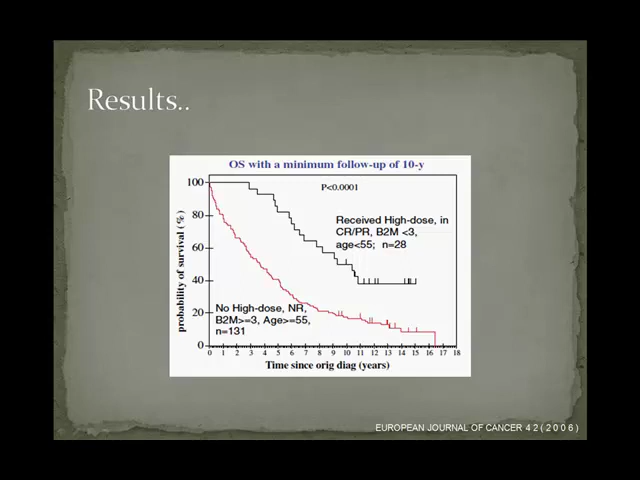 Results..
OS with a minimum follow-up of 10-y
P<0.0001
Received High-dose, in
CR/PR, B2M <3,
age<55; n=28
No High-dose, NR,
B2M>=3, Age>=55,
n=131
probability of survival (%)
100
80
60
40
20
0
0 1 2 3 4 5 6 7 8 9 10 11 12 13 14 15 16 17 18
Time since orig diag (years)
EUROPEAN JOURNAL OF CANCER 4 2 ( 2 0 0 6 )